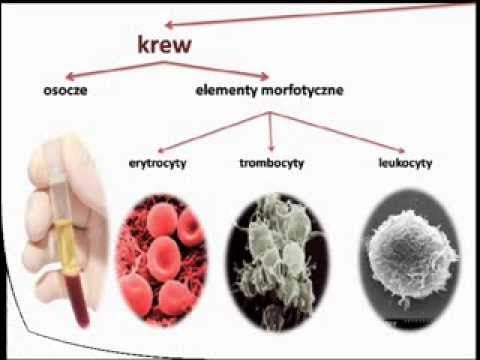 krew
osocze
elementy morfotyczne
erytrocyty
trombocyty
leukocyty